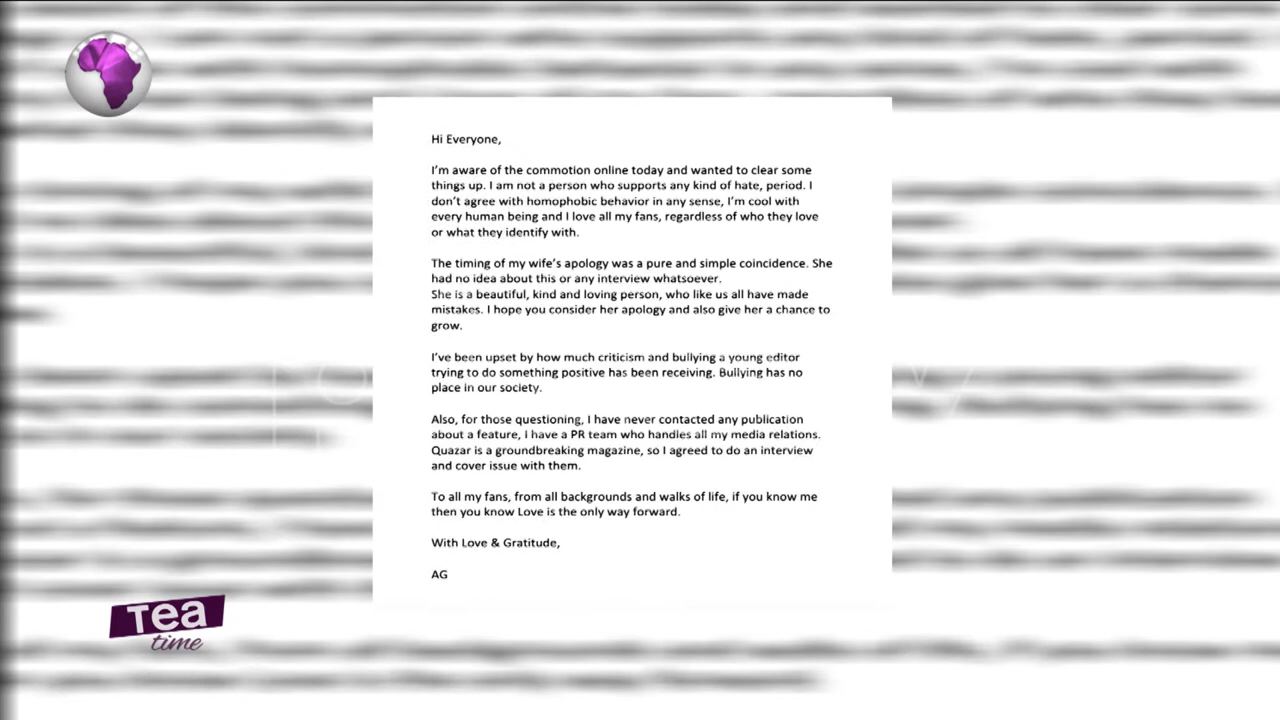 Hi Everyone,
I'm aware of the commotion online today and wanted to clear some
things up. I am not a person who supports any kind of hate, period. I
don't agree with homophobic behavior in any sense, I'm cool with
every human being and I love all my fans, regardless of who they love
or what they identify with.
The timing of my wife's apology was a pure and simple coincidence. She
had no idea about this or any interview whatsoever.
She is a beautiful, kind and loving person, who like us all have made
mistakes. I hope you consider her apology and also give her a chance to
grow.
I've been upset by how much criticism and bullying a young editor
trying to do something positive has been receiving. Bullying has no
place in our society.
Also, for those questioning, I have never contacted any publication
about a feature, I have a PR team who handles all my media relations.
Quazar is a groundbreaking magazine, so I agreed to do an interview
and cover issue with them.
To all my fans, from all backgrounds and walks of life, if you know me
then you know Love is the only way forward.
With Love & Gratitude,
AG
Tea
time